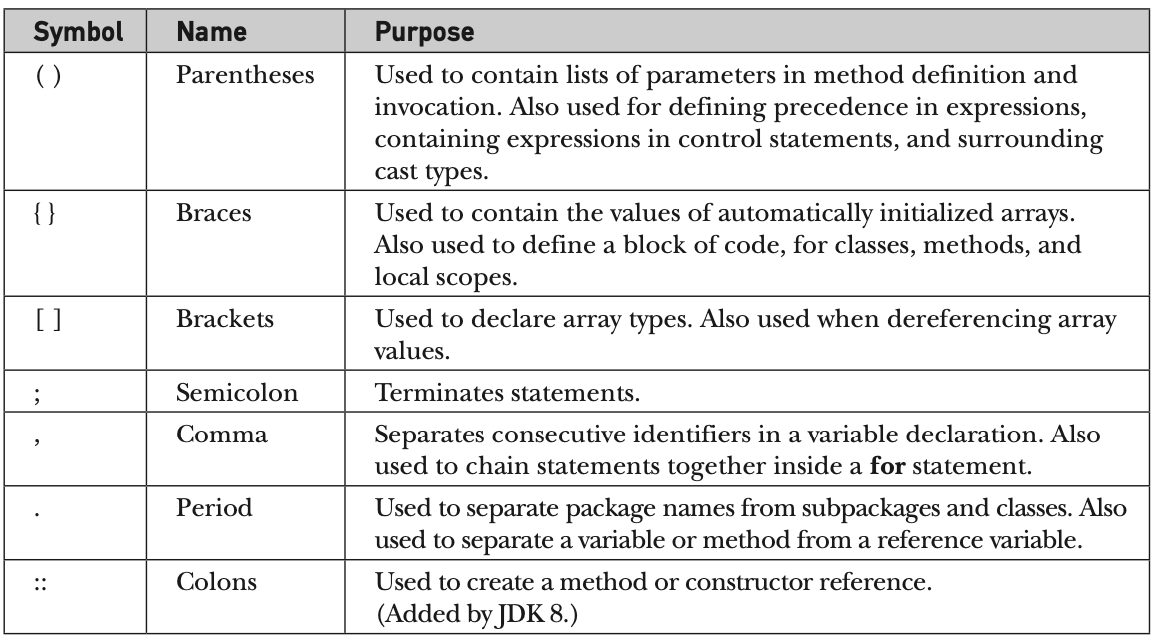 Symbol Name Purpose
( ) Parentheses Used to contain lists of parameters in method definition and
invocation. Also used for defining precedence in expressions,
containing expressions in control statements, and surrounding
cast types.
{ } Braces Used to contain the values of automatically initialized arrays.
Also used to define a block of code, for classes, methods, and
local scopes.
[ ] Brackets Used to declare array types. Also used when dereferencing array
values.
; Semicolon Terminates statements.
, Comma Separates consecutive identifiers in a variable declaration. Also
used to chain statements together inside a for statement.
. Period Used to separate package names from subpackages and classes. Also
used to separate a variable or method from a reference variable.
:: Colons Used to create a method or constructor reference.
(Added by JDK 8.)